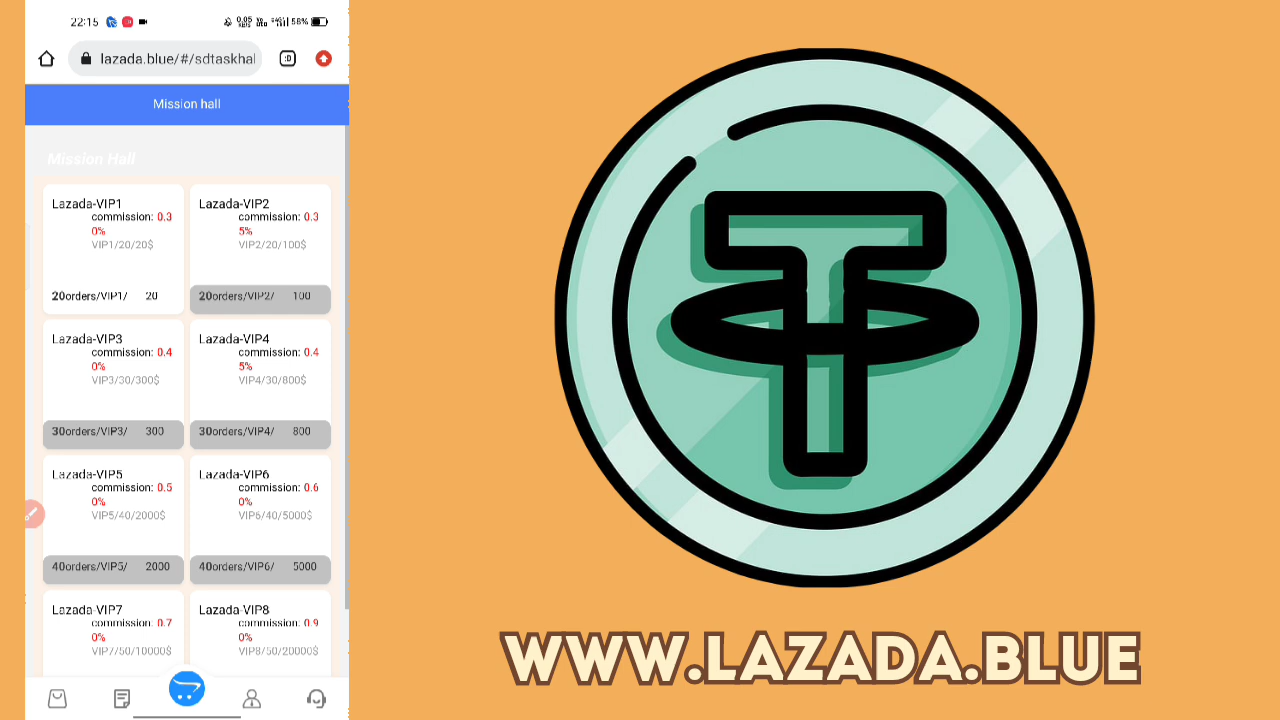 22:15
0.05
58%
lazada.blue/#/sdtaskhal
Mission hall
Mission Hall
Lazada-VIP1
commission: 0.3
0%
VIP1/20/20$
20orders/VIP1/ 20
Lazada-VIP2
commission: 0.3
5%
VIP2/20/100$
20orders/VIP2/ 100
Lazada-VIP3
commission: 0.4
0%
VIP3/30/300$
30orders/VIP3/ 300
Lazada-VIP4
commission: 0.4
5%
VIP4/30/800$
30orders/VIP4/ 800
Lazada-VIP5
commission: 0.5
0%
VIP5/40/2000$
40orders/VIP5/ 2000
Lazada-VIP6
commission: 0.6
0%
VIP6/40/5000$
40orders/VIP6/ 5000
Lazada-VIP7
commission: 0.7
0%
VIP7/50/10000$
Lazada-VIP8
commission: 0.9
0%
VIP8/50/20000$
WWW.LAZADA.BLUE